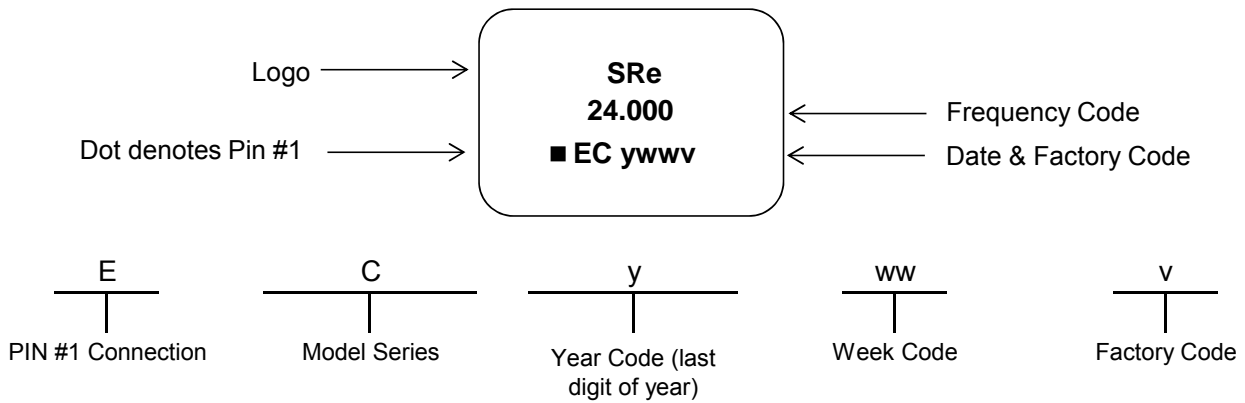 Logo
SRe
24.000
Frequency Code
Dot denotes Pin #1
■ EC ywwv
Date & Factory Code
E
C
y
ww
v
PIN #1 Connection
Model Series
Year Code (last
digit of year)
Week Code
Factory Code